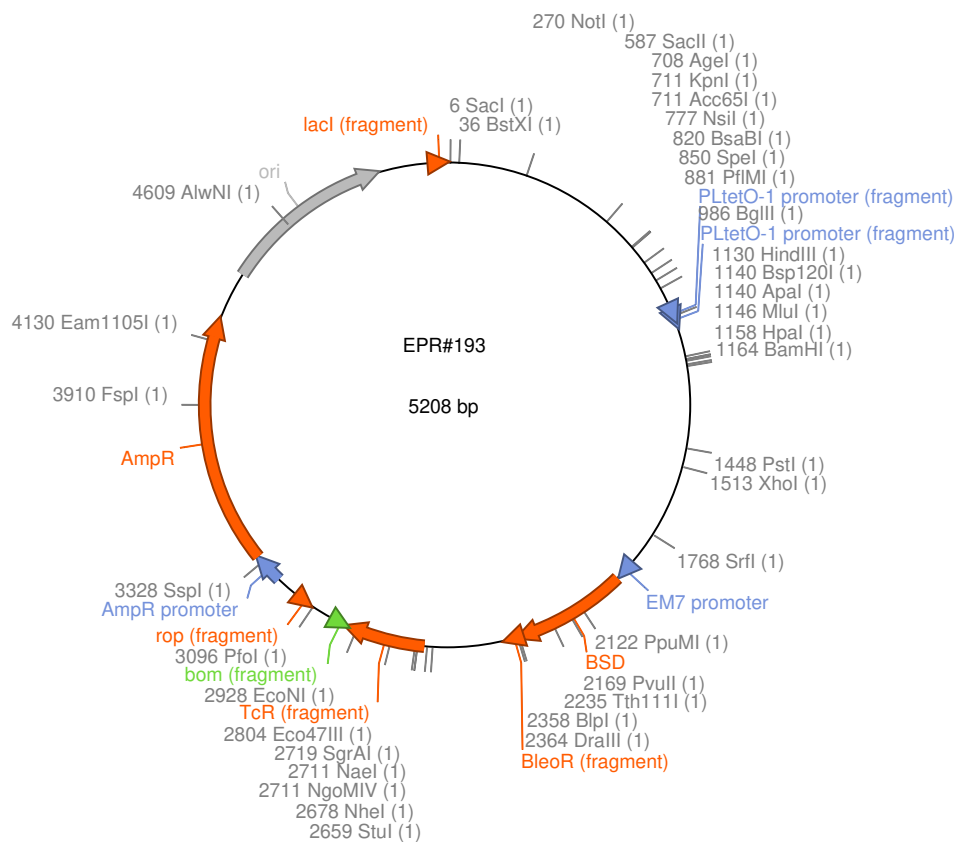 270 NotI (1)
587 SacII (1)
708 AgeI (1)
711 KpnI (1)
711 Acc65I (1)
777 NsiI (1)
820 BsaBI (1)
850 SpeI (1)
881 PflMI (1)
PLtetO-1 promoter (fragment)
986 BglII (1)
PLtetO-1 promoter (fragment)
1130 HindIII (1)
1140 Bsp120I (1)
1140 ApaI (1)
1146 MluI (1)
1158 HpaI (1)
1164 BamHI (1)
6 SacI (1)
36 BstXI (1)
lacI (fragment)
ori
4609 AlwNI (1)
4130 Eam1105I (1)
3910 FspI (1)
AmpR
EPR#193
5208 bp
1448 PstI (1)
1513 XhoI (1)
1768 SrfI (1)
EM7 promoter
2122 PpuMI (1)
BSD
2169 PvuII (1)
2235 Tth111I (1)
2358 BlpI (1)
2364 DraIII (1)
BleoR (fragment)
3328 SspI (1)
AmpR promoter
rop (fragment)
3096 PfoI (1)
bom (fragment)
2928 EcoNI (1)
TcR (fragment)
2804 Eco47III (1)
2719 SgrAI (1)
2711 NaeI (1)
2711 NgoMIV (1)
2678 NheI (1)
2659 StuI (1)